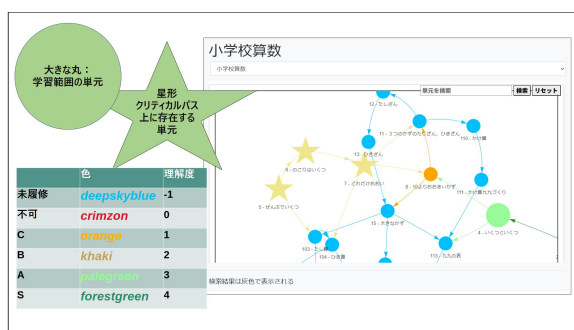 大きな丸：
学習範囲の単元
星形
クリティカルパス
上に存在する
単元
色 理解度
未履修 deepskyblue -1
不可 crimzon 0
C orange 1
B khaki 2
A palegreen 3
S forestgreen 4
小学校算数
小学校算数
単元を検索 検索 リセット
12 - たしざん
11 - 3つのかずのたしざん、ひきざん
110 - かけ算
13 - ひきざん
6 - のこりはいくつ
7 - どれだけおおい
8 - 10よりおおきいかず
111 - かけ算九九づくり
5 - ぜんぶでいくつ
15 - 大きなかず
4 - いくつといくつ
103 - たし算
104 - ひき算
113 - 九九の表
検索結果は灰色で表示される